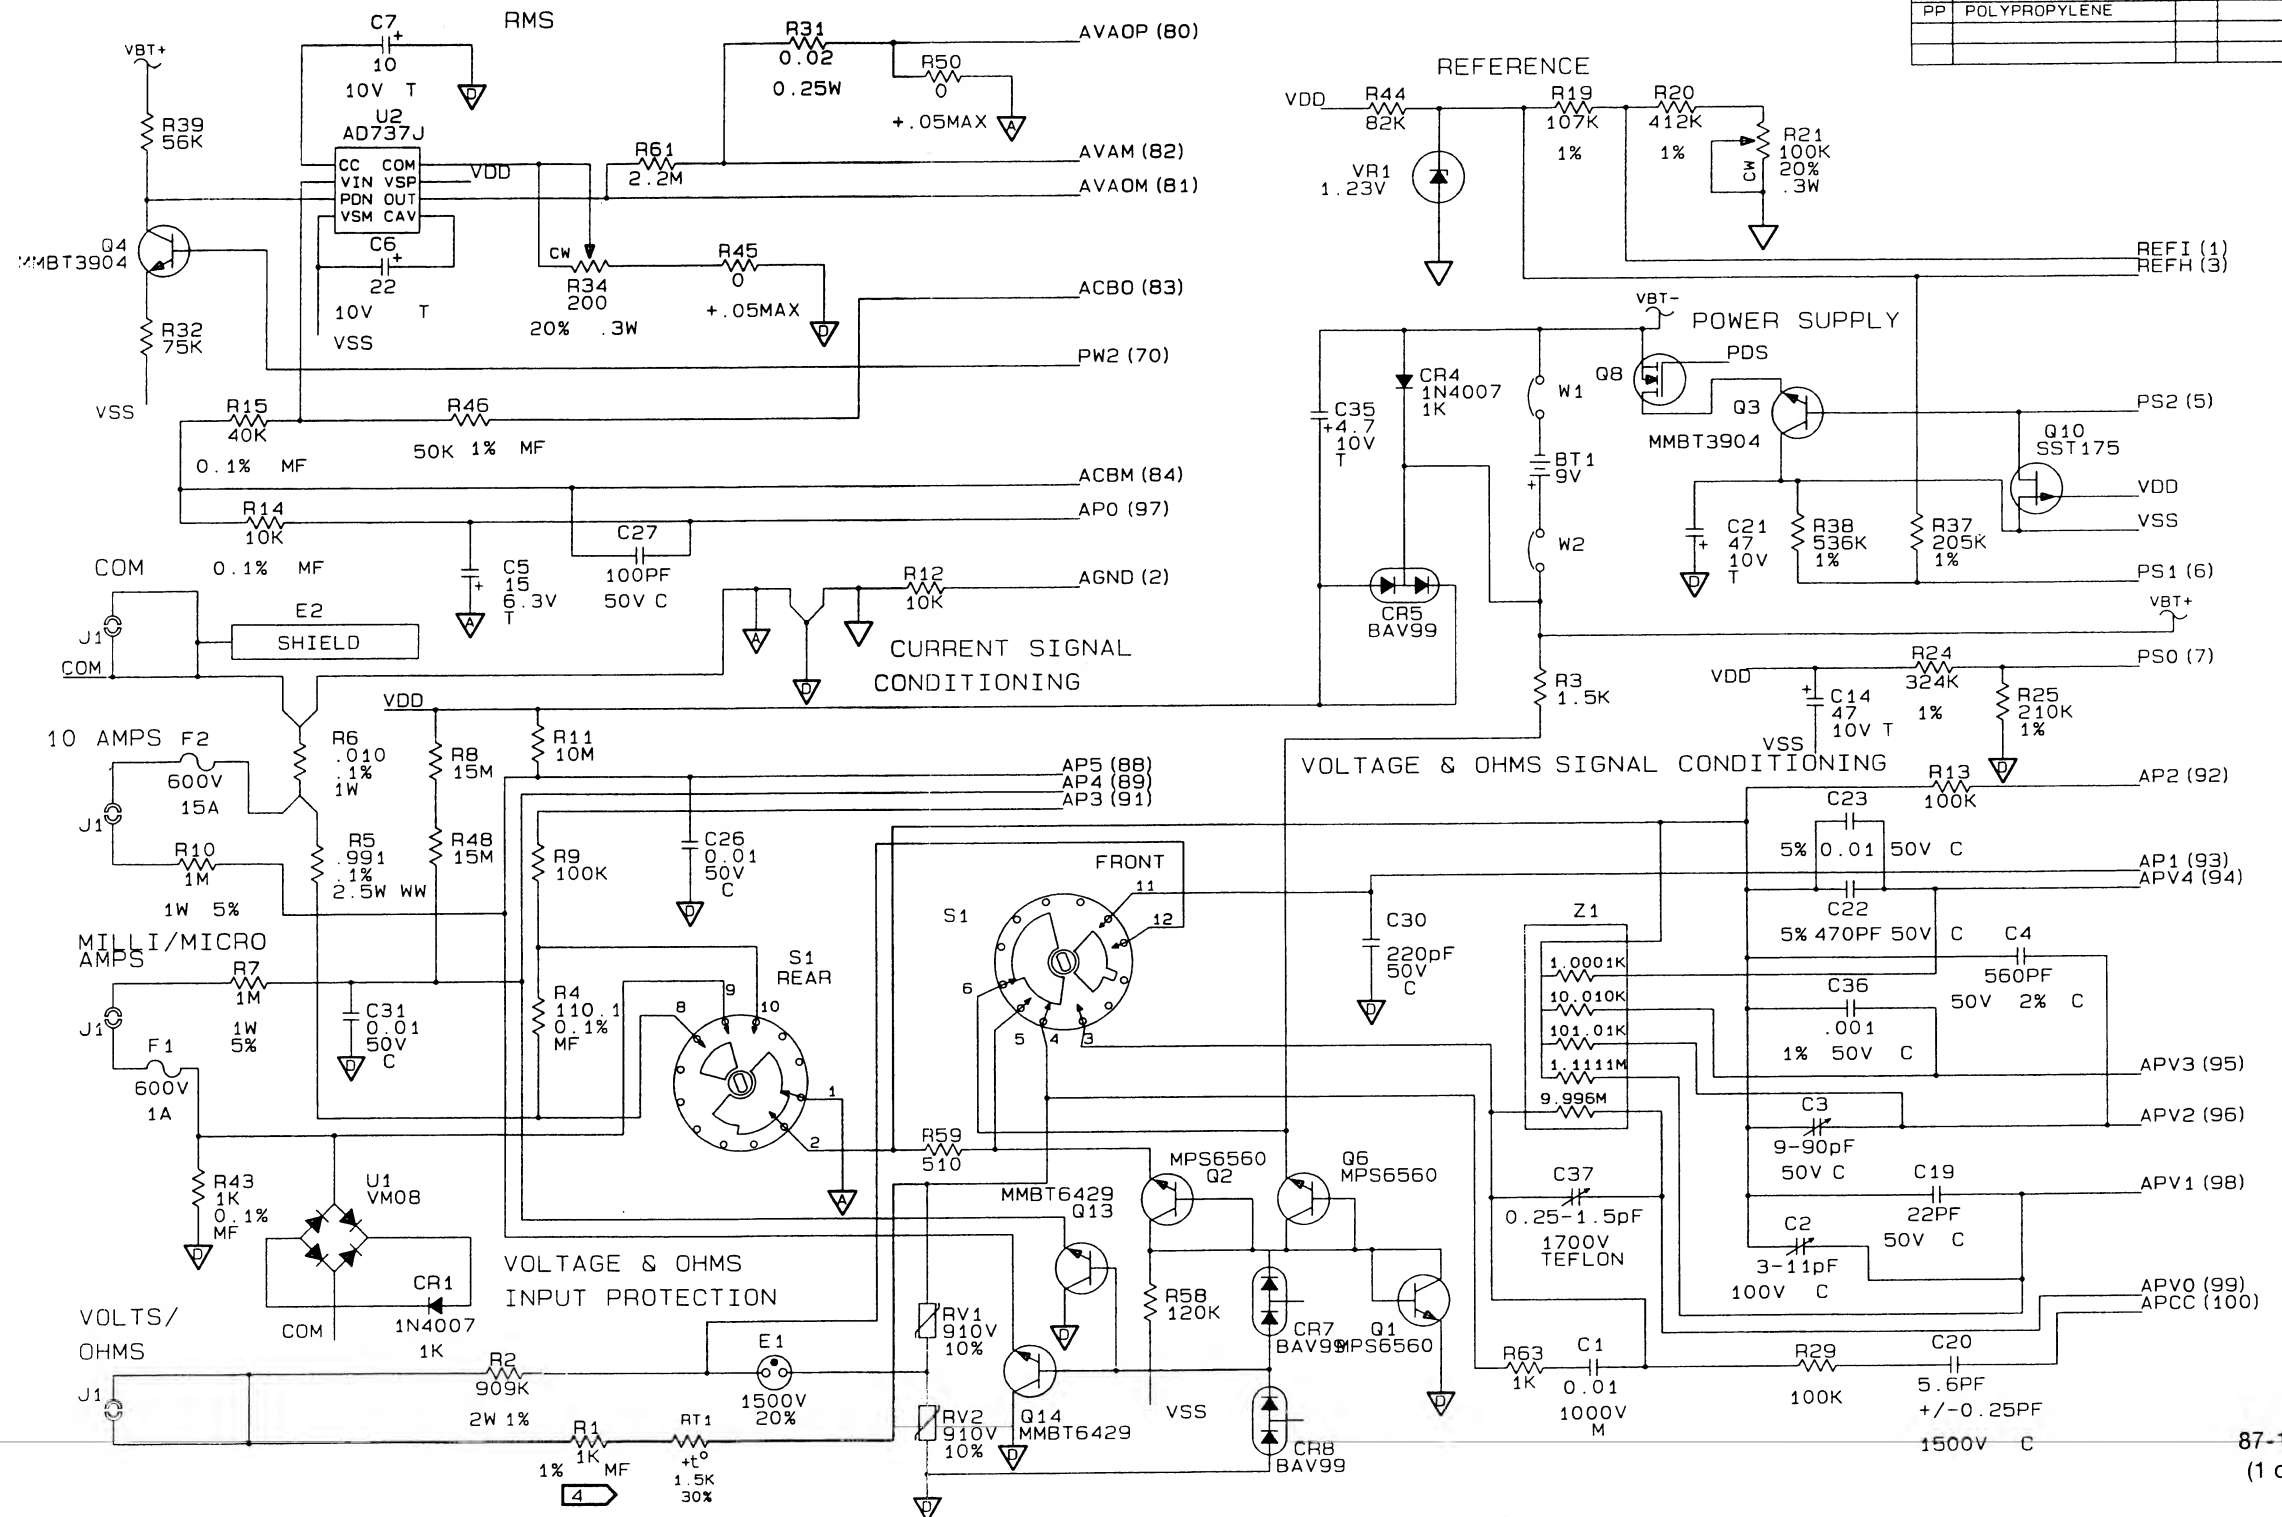 PP POLYPROPYLENE
RMS
C7
+
10
10V T
VBT+
R39
56K
U2
AD737J
CC COM
VIN VSP
PDN OUT
VSM CAV
VDD
C6
+
22
10V T
VSS
Q4
MMBT3904
R32
75K
VSS
R31
0.02
0.25W
AVAOP (80)
R50
0
+.05MAX
A
R61
2.2M
AVAM (82)
AVAOM (81)
CW
R34
200
20% .3W
R45
0
+.05MAX
D
ACBO (83)
PW2 (70)
R15
40K
0.1% MF
R46
50K 1% MF
ACBM (84)
R14
10K
0.1% MF
APO (97)
C27
100PF
50V C
C5
15
6.3V
T
A
R12
10K
AGND (2)
REFERENCE
VDD
R44
82K
VR1
1.23V
R19
107K
1%
R20
412K
1%
R21
100K
20%
.3W
CW
REFI (1)
REFH (3)
POWER SUPPLY
VBT-
C35
+4.7
10V
T
CR4
1N4007
1K
W1
BT1
9V
+
W2
Q8
PDS
Q3
MMBT3904
PS2 (5)
Q10
SST175
VDD
VSS
C21
47
10V
T
D
R38
536K
1%
R37
205K
1%
PS1 (6)
VBT+
CR5
BAV99
R3
1.5K
VDD
R24
324K
1%
PSO (7)
C14
47
10V T
VSS
R25
210K
1%
D
COM
J1
COM
E2
SHIELD
A
D
CURRENT SIGNAL
CONDITIONING
VDD
10 AMPS
F2
600V
15A
J1
R6
.010
.1%
1W
R10
1M
1W 5%
R5
.991
.1%
2.5W WW
R8
15M
R48
15M
R11
10M
AP5 (88)
AP4 (89)
AP3 (91)
R9
100K
C26
0.01
50V
C
D
MILLI/MICRO
AMPS
R7
1M
1W
5%
J1
F1
600V
1A
C31
0.01
50V
C
D
R4
110.1
0.1%
MF
S1
REAR
8
9
10
1
2
A
S1
FRONT
11
12
6
5
4
3
C30
220pF
50V
C
D
VOLTAGE & OHMS SIGNAL CONDITIONING
R13
100K
AP2 (92)
C23
5% 0.01 50V C
AP1 (93)
APV4 (94)
C22
5% 470PF 50V C
C4
560PF
50V 2% C
Z1
1.0001K
10.010K
101.01K
1.1111M
9.996M
C36
.001
1% 50V C
APV3 (95)
C3
9-90pF
50V C
APV2 (96)
C19
22PF
50V C
APV1 (98)
C2
3-11pF
100V C
APVO (99)
APCC (100)
C37
0.25-1.5pF
1700V
TEFLON
R43
1K
0.1%
MF
D
U1
VM08
CR1
1N4007
1K
COM
VOLTAGE & OHMS
INPUT PROTECTION
R59
510
MPS6560
Q2
Q6
MPS6560
MMBT6429
Q13
D
R58
120K
VSS
CR7
BAV99
Q1
MPS6560
D
VOLTS/
OHMS
J1
R2
909K
2W 1%
E1
1500V
20%
RV1
910V
10%
RV2
910V
10%
D
Q14
MMBT6429
D
CR8
BAV99
R1
1K
1% MF
4
RT1
+t°
1.5K
30%
R63
1K
C1
0.01
1000V
M
R29
100K
C20
5.6PF
+/-0.25PF
1500V C